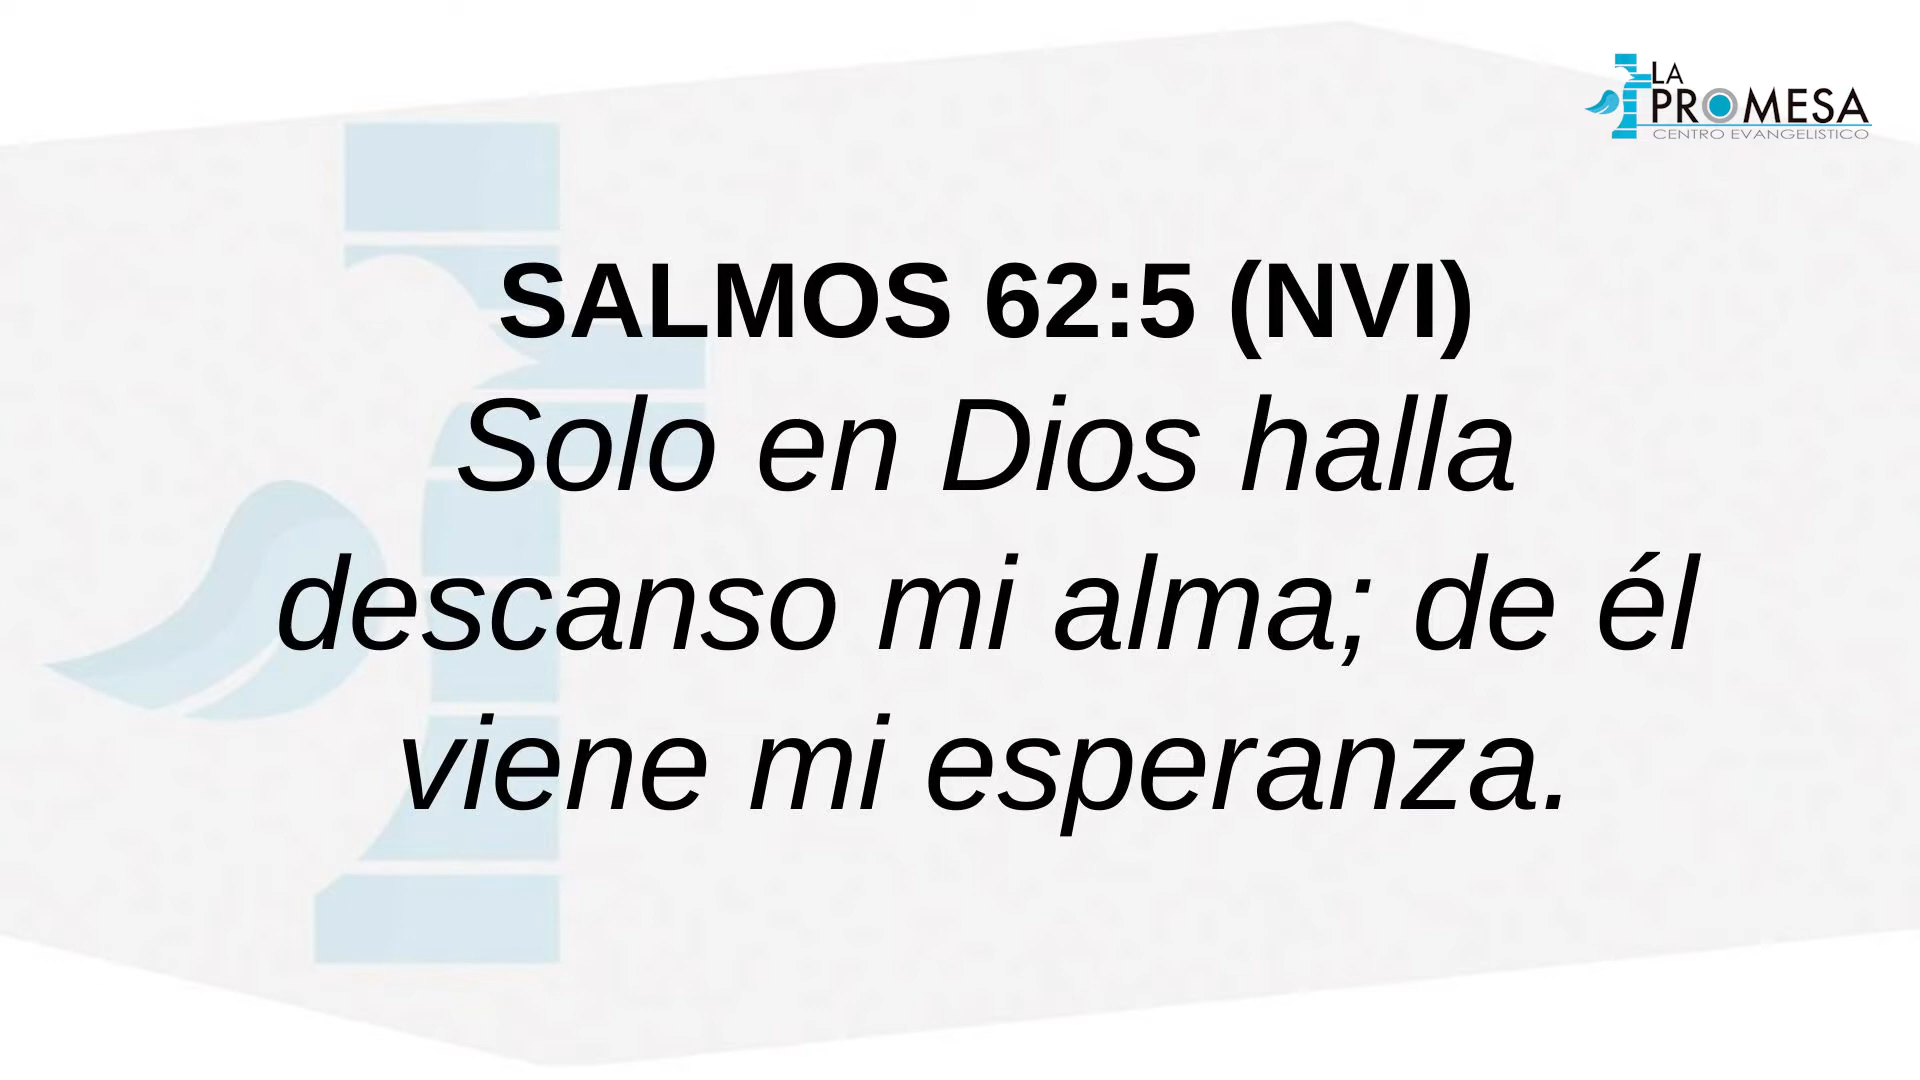 LA
PROMESA
CENTRO EVANGELISTICO
SALMOS 62:5 (NVI)
Solo en Dios halla
descanso mi alma; de él
viene mi esperanza.